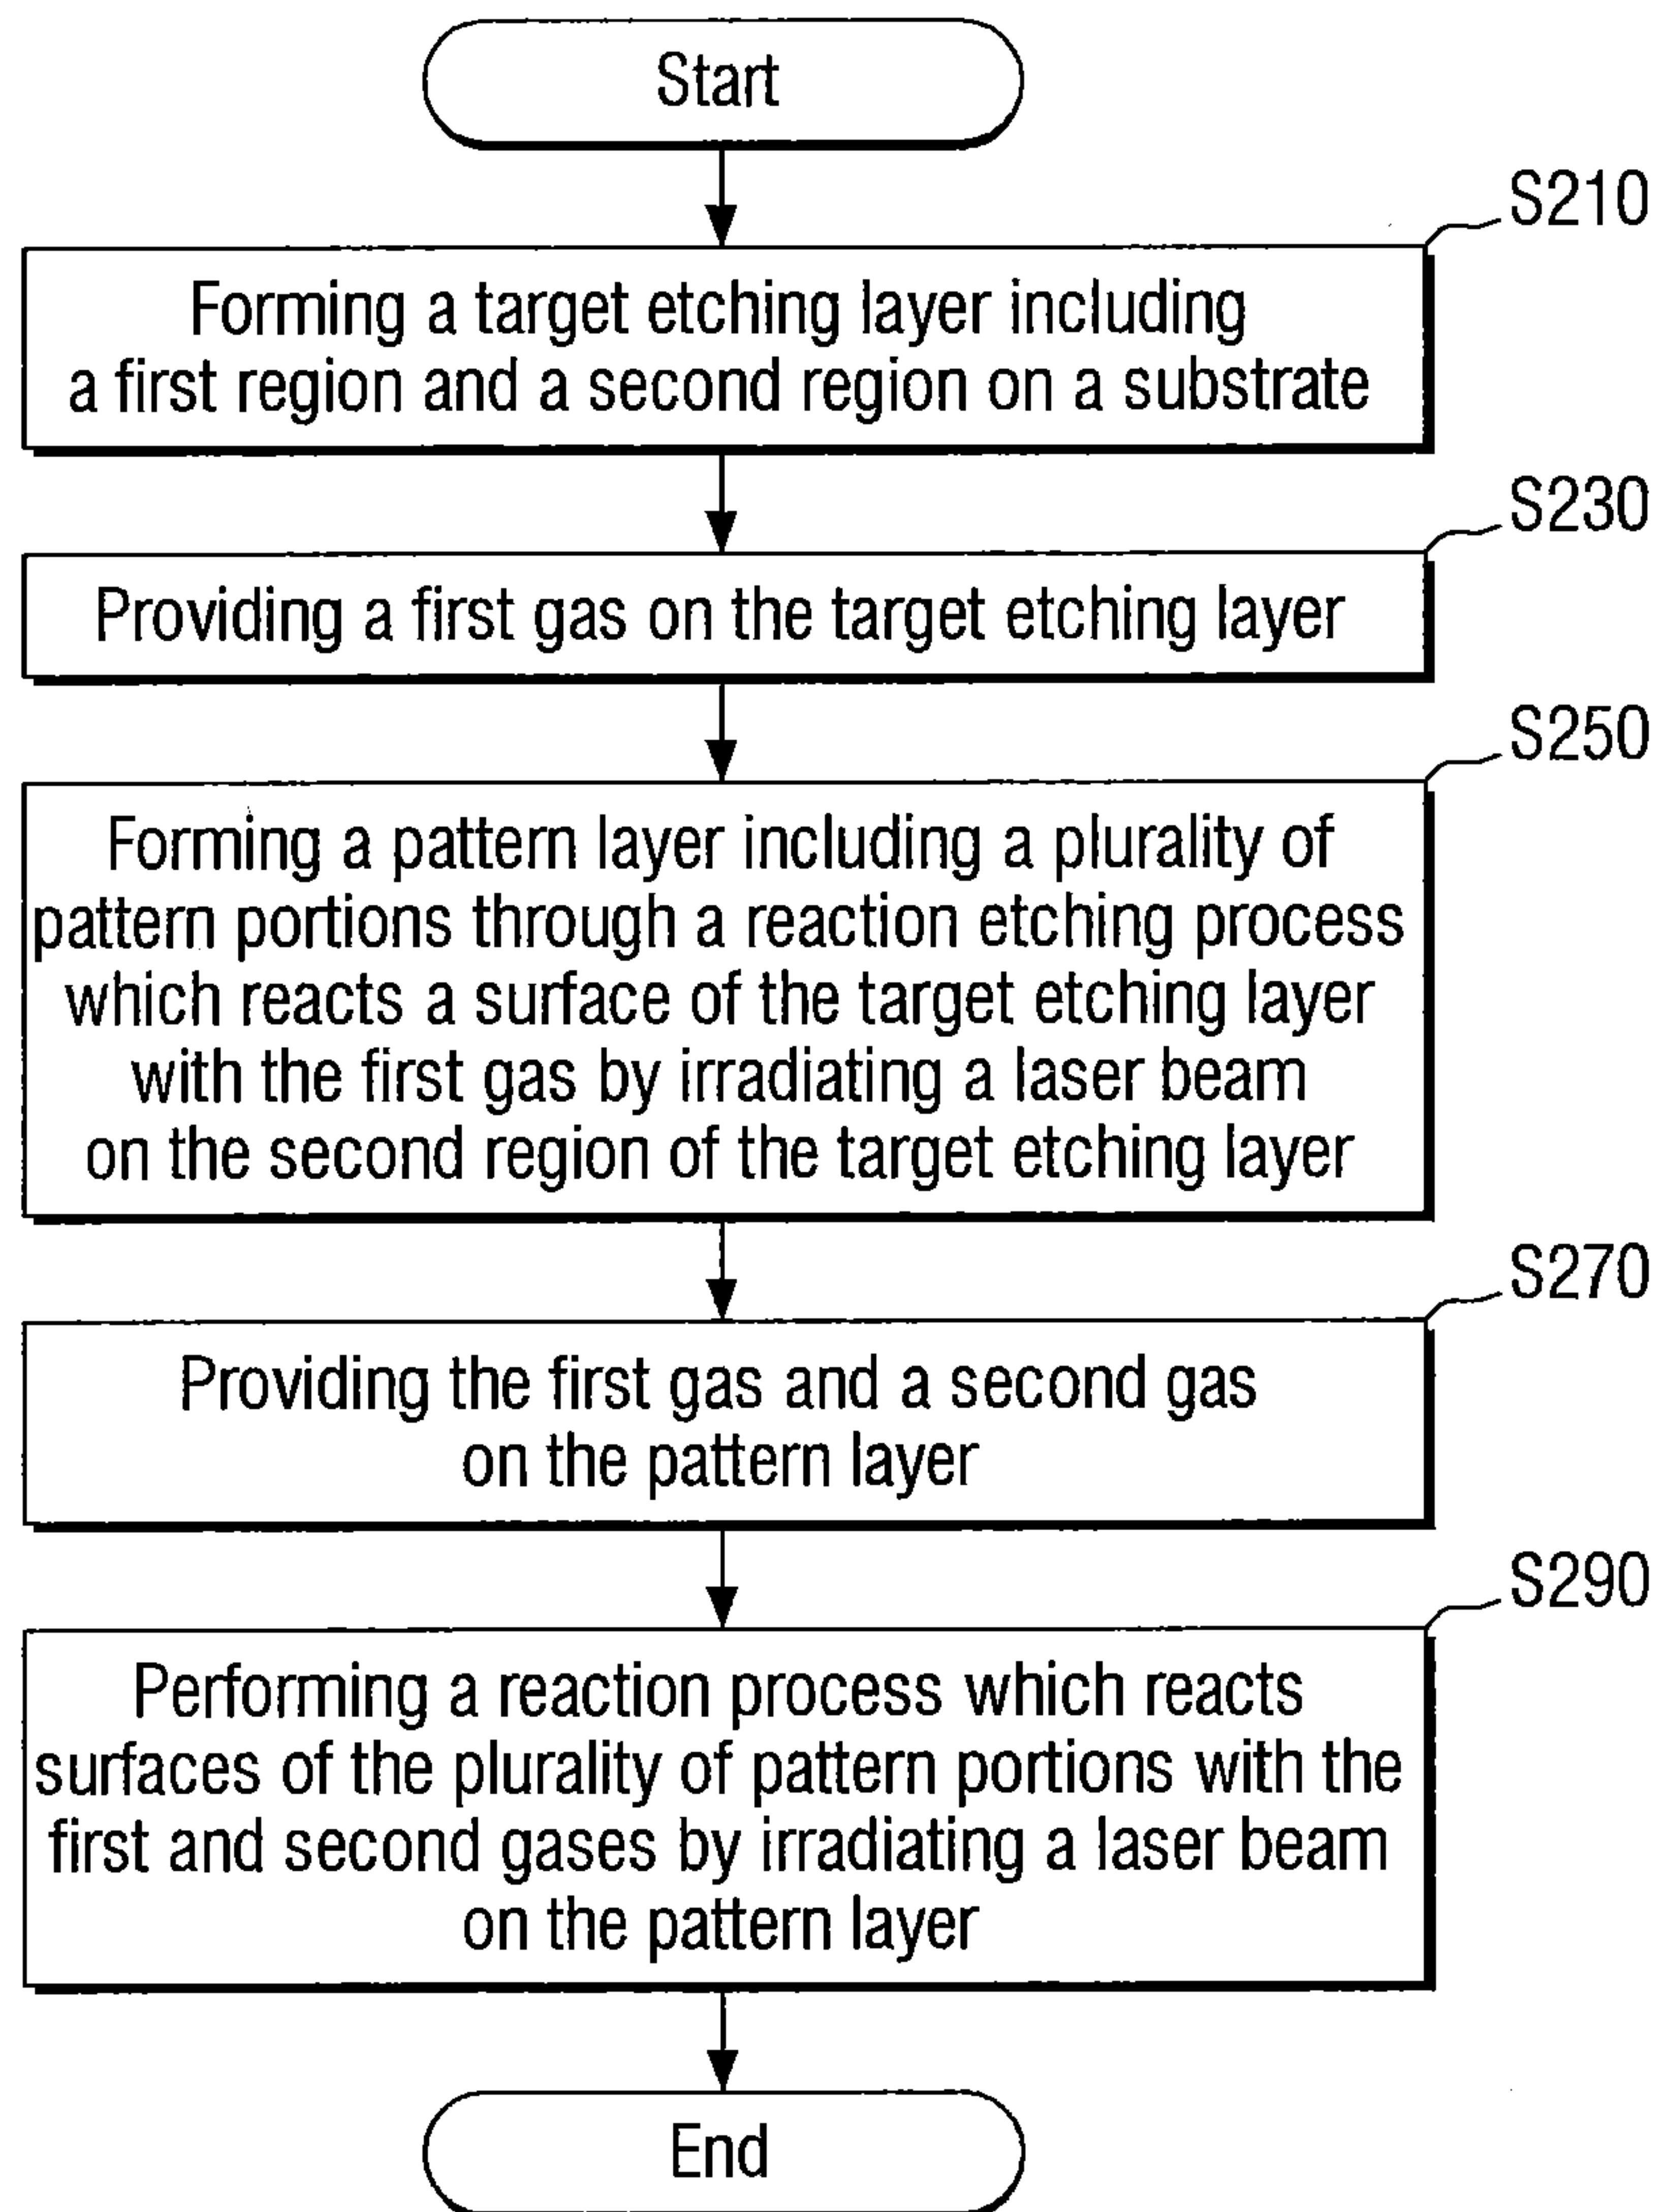 Start
S210
Forming a target etching layer including
a first region and a second region on a substrate
S230
Providing a first gas on the target etching layer
S250
Forming a pattern layer including a plurality of
pattern portions through a reaction etching process
which reacts a surface of the target etching layer
with the first gas by irradiating a laser beam
on the second region of the target etching layer
S270
Providing the first gas and a second gas
on the pattern layer
S290
Performing a reaction process which reacts
surfaces of the plurality of pattern portions with the
first and second gases by irradiating a laser beam
on the pattern layer
End